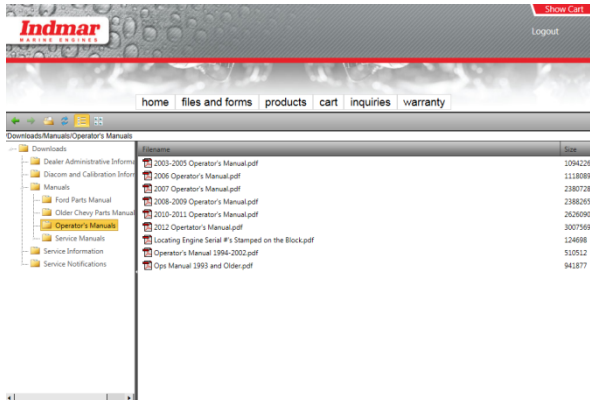 Show Cart
Indmar
MARINE ENGINES
Logout
home files and forms products cart inquiries warranty
/Downloads/Manuals/Operator's Manuals
Downloads
Filename Size
Dealer Administrative Informa
2003-2005 Operator's Manual.pdf 1094226
Diacom and Calibration Infor
2006 Operator's Manual.pdf 1118089
Manuals
2007 Operator's Manual.pdf 2380728
Ford Parts Manual
2008-2009 Operator's Manual.pdf 2388265
Older Chevy Parts Manual
2010-2011 Operator's Manual.pdf 2626090
Operator's Manuals
2012 Opertator's Manual.pdf 3007569
Service Manuals
Locating Engine Serial #'s Stamped on the Block.pdf 124698
Service Information
Operator's Manual 1994-2002.pdf 510512
Service Notifications
Ops Manual 1993 and Older.pdf 941877